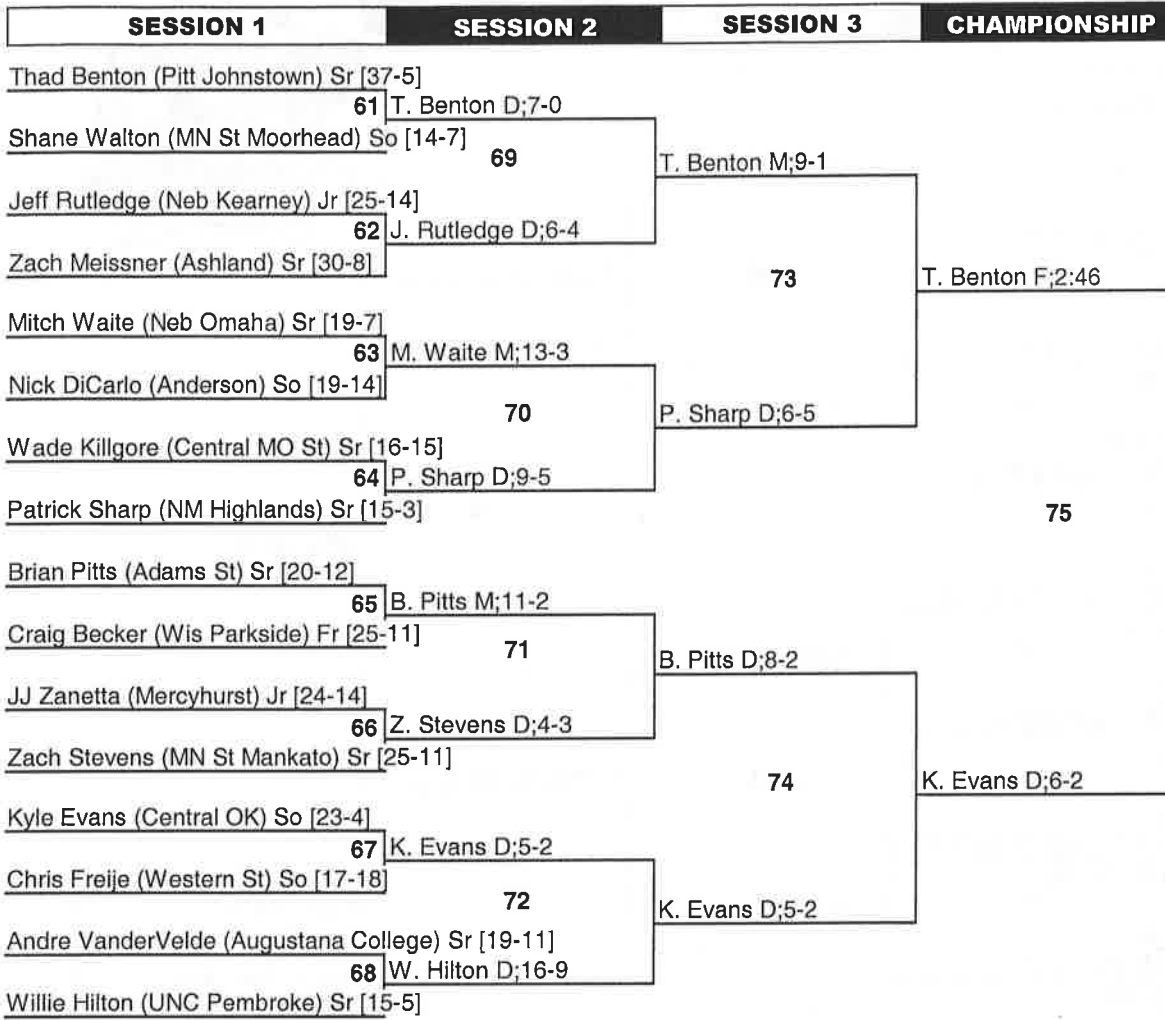 SESSION 1 SESSION 2 SESSION 3 CHAMPIONSHIP
Thad Benton (Pitt Johnstown) Sr [37-5]
61 T. Benton D;7-0
Shane Walton (MN St Moorhead) So [14-7]
69
T. Benton M;9-1
Jeff Rutledge (Neb Kearney) Jr [25-14]
62 J. Rutledge D;6-4
Zach Meissner (Ashland) Sr [30-8]
73
T. Benton F;2:46
Mitch Waite (Neb Omaha) Sr [19-7]
63 M. Waite M;13-3
Nick DiCarlo (Anderson) So [19-14]
70
P. Sharp D;6-5
Wade Killgore (Central MO St) Sr [16-15]
64 P. Sharp D;9-5
Patrick Sharp (NM Highlands) Sr [15-3]
75
Brian Pitts (Adams St) Sr [20-12]
65 B. Pitts M;11-2
Craig Becker (Wis Parkside) Fr [25-11]
71
B. Pitts D;8-2
JJ Zanetta (Mercyhurst) Jr [24-14]
66 Z. Stevens D;4-3
Zach Stevens (MN St Mankato) Sr [25-11]
74
K. Evans D;6-2
Kyle Evans (Central OK) So [23-4]
67 K. Evans D;5-2
Chris Freije (Western St) So [17-18]
72
K. Evans D;5-2
Andre VanderVelde (Augustana College) Sr [19-11]
68 W. Hilton D;16-9
Willie Hilton (UNC Pembroke) Sr [15-5]